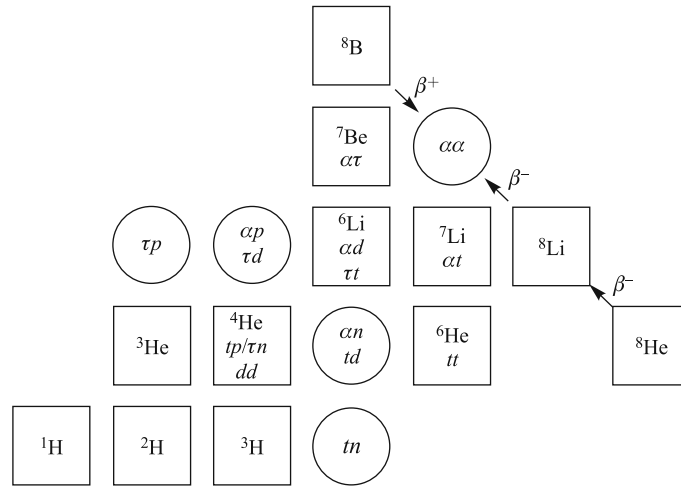 ⁸B
β⁺
⁷Be
ατ
αα
β⁻
τp
αp
τd
⁶Li
αd
τt
⁷Li
αt
⁸Li
β⁻
³He
⁴He
tp/τn
dd
αn
td
⁶He
tt
⁸He
¹H
²H
³H
tn